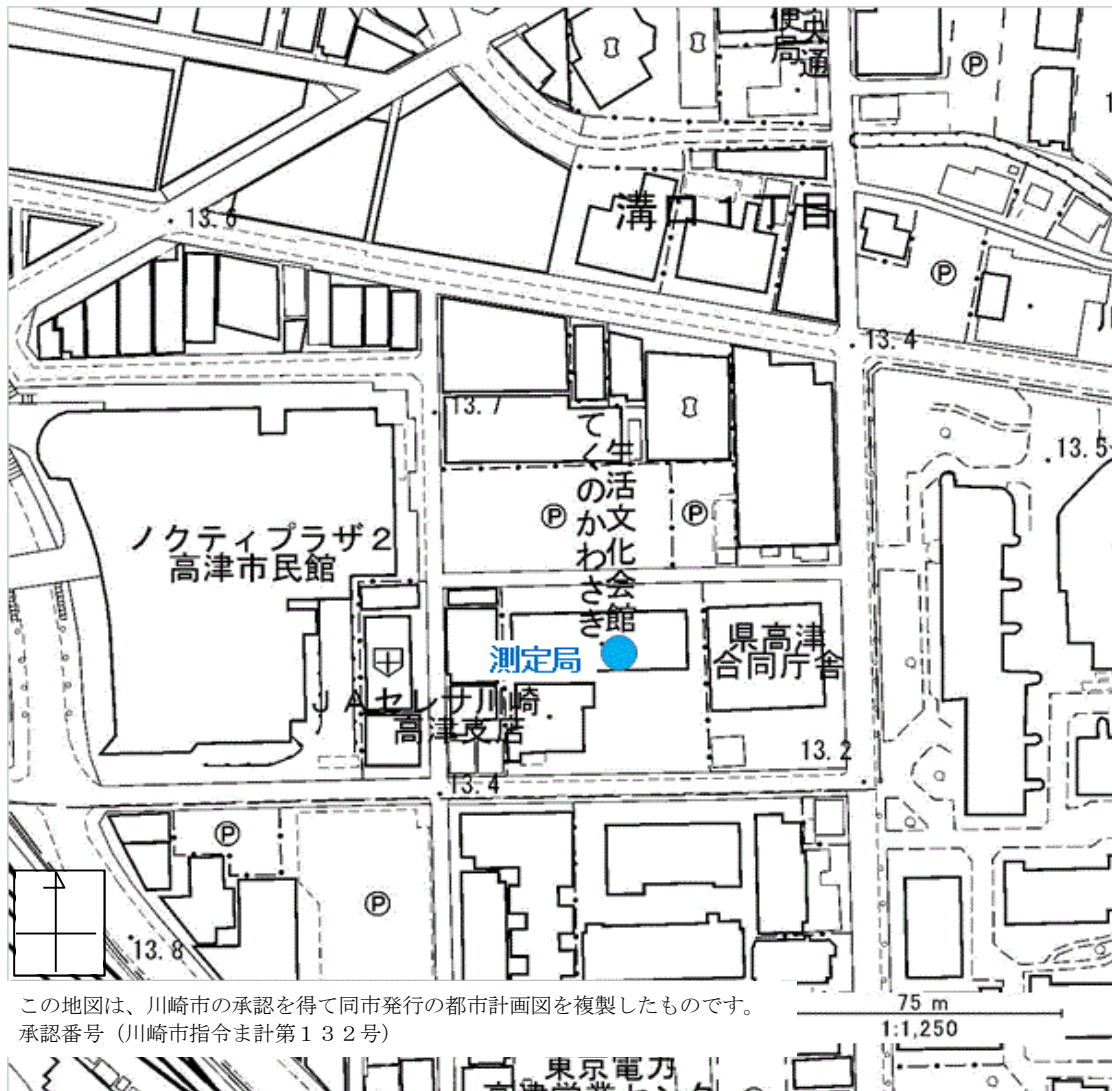 Ⓟ
溝口一丁目
13.6
Ⓟ
13.4
13.7
13.5
生活文化会館
てくのかわさき
Ⓟ
Ⓟ
ノクティプラザ2
高津市民館
県高津
合同庁舎
測定局
ＪＡセレサ川崎
高津支店
13.2
13.4
Ⓟ
Ⓟ
13.8
この地図は、川崎市の承認を得て同市発行の都市計画図を複製したものです。
承認番号（川崎市指令ま計第１３２号）
75 m
1:1,250
東京電力